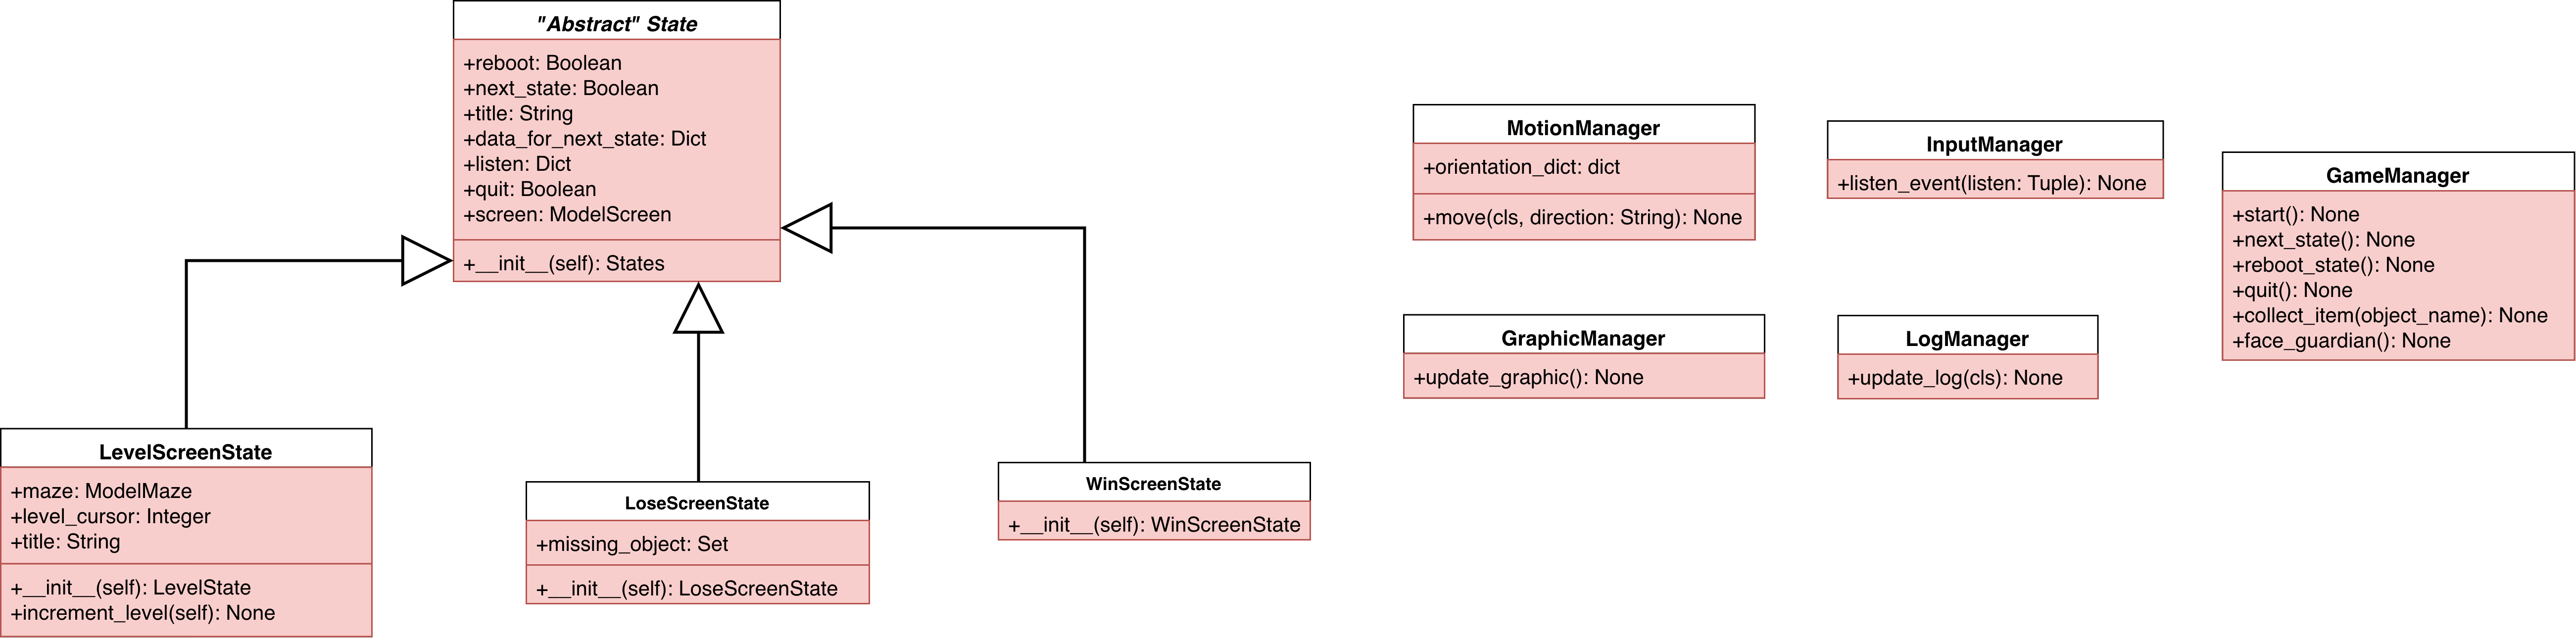 "Abstract" State
+reboot: Boolean
+next_state: Boolean
+title: String
+data_for_next_state: Dict
+listen: Dict
+quit: Boolean
+screen: ModelScreen
+__init__(self): States
LevelScreenState
+maze: ModelMaze
+level_cursor: Integer
+title: String
+__init__(self): LevelState
+increment_level(self): None
LoseScreenState
+missing_object: Set
+__init__(self): LoseScreenState
WinScreenState
+__init__(self): WinScreenState
MotionManager
+orientation_dict: dict
+move(cls, direction: String): None
InputManager
+listen_event(listen: Tuple): None
GameManager
+start(): None
+next_state(): None
+reboot_state(): None
+quit(): None
+collect_item(object_name): None
+face_guardian(): None
GraphicManager
+update_graphic(): None
LogManager
+update_log(cls): None